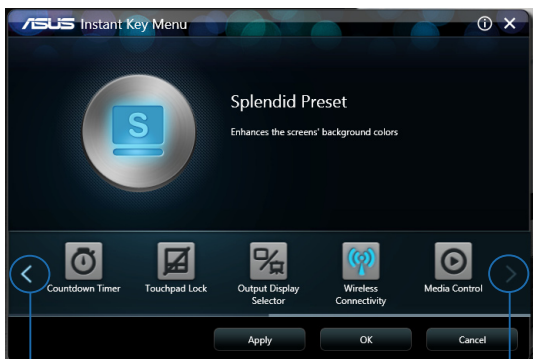 ASUS Instant Key Menu
S
Splendid Preset
Enhances the screens' background colors
Countdown Timer
Touchpad Lock
Output Display
Selector
Wireless
Connectivity
Media Control
Apply
OK
Cancel